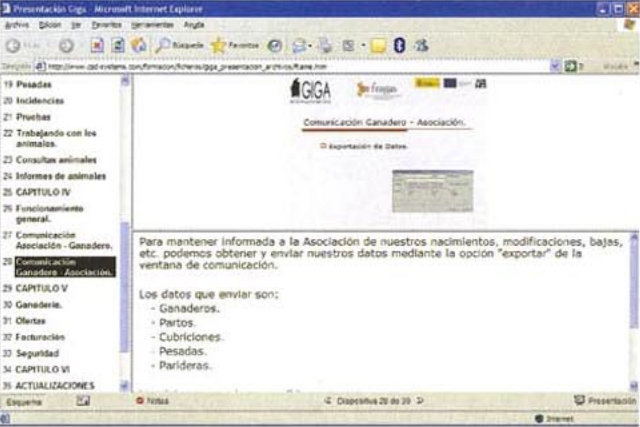 Presentación Giga - Microsoft Internet Explorer
Archivo Edición Ver Favoritos Herramientas Ayuda
Búsqueda Favoritos
19 Pesadas
20 Incidencias
21 Pruebas
22 Trabajando con los
animales.
23 Consultas animales
24 Informes de animales
25 CAPITULO IV
26 Funcionamiento
general.
27 Comunicación
Asociación - Ganadero.
28 Comunicación
Ganadero - Asociación.
29 CAPITULO V
30 Ganadería.
31 Ofertas
32 Facturación
33 Seguridad
34 CAPITULO VI
35 ACTUALIZACIONES
GIGA
Comunicación Ganadero - Asociación.
Exportación de Datos.
Para mantener informada a la Asociación de nuestros nacimientos, modificaciones, bajas,
etc. podemos obtener y enviar nuestros datos mediante la opción "exportar" de la
ventana de comunicación.
Los datos que enviar son;
- Ganaderos.
- Partos.
- Cubriciones.
- Pesadas.
- Parideras.
Esquema Notas Diapositiva 28 de 39 Presentación
Internet